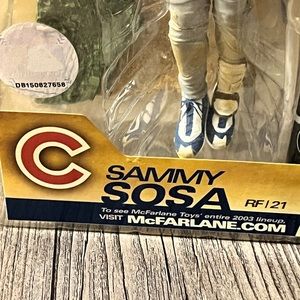 DB150827658
C
SAMMY
SOSA RF/21
To see McFarlane Toys' entire 2003 lineup,
VISIT McFARLANE.COM